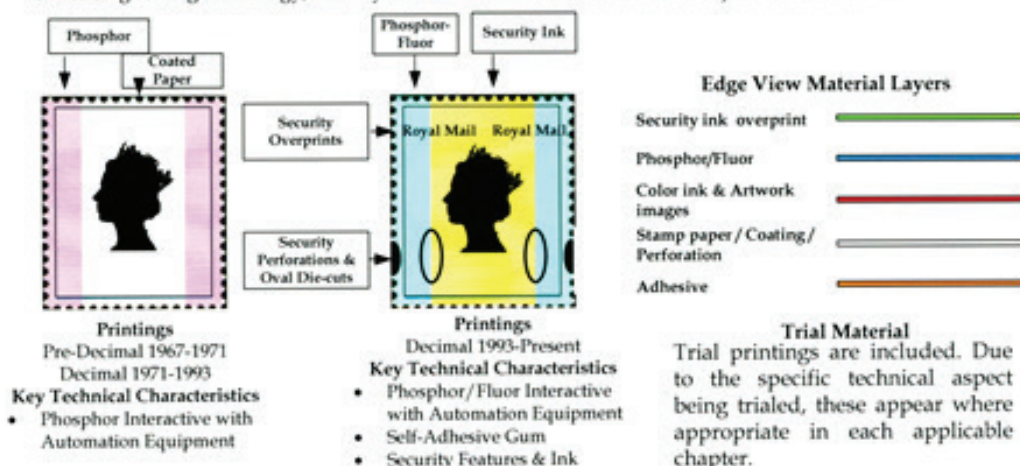 Phosphor
Coated
Paper
Printings
Pre-Decimal 1967-1971
Decimal 1971-1993
Key Technical Characteristics
• Phosphor Interactive with
Automation Equipment
Phosphor-
Fluor
Security Ink
Security
Overprints
Royal Mail Royal Mail
Security
Perforations &
Oval Die-cuts
Printings
Decimal 1993-Present
Key Technical Characteristics
• Phosphor/Fluor Interactive
with Automation Equipment
• Self-Adhesive Gum
• Security Features & Ink
Edge View Material Layers
Security ink overprint
Phosphor/Fluor
Color ink & Artwork
images
Stamp paper / Coating /
Perforation
Adhesive
Trial Material
Trial printings are included. Due
to the specific technical aspect
being trialed, these appear where
appropriate in each applicable
chapter.